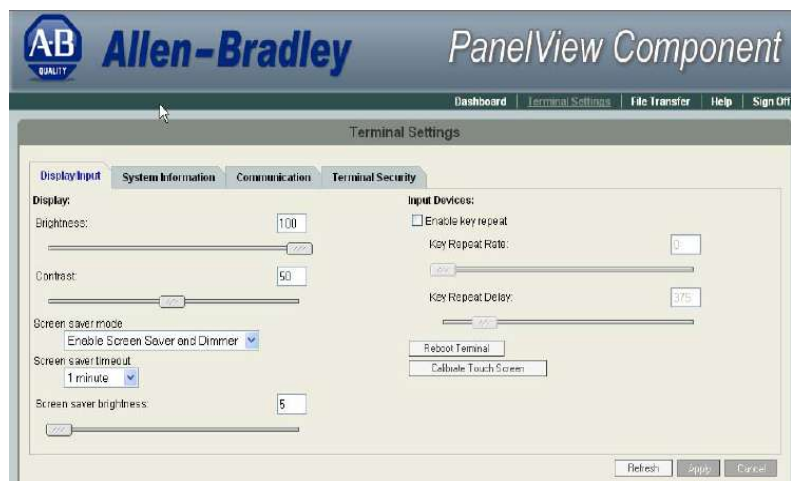 A·B
QUALITY
Allen-Bradley
PanelView Component
Dashboard | Terminal Settings | File Transfer | Help | Sign Off
Terminal Settings
Display/Input
System Information
Communication
Terminal Security
Display:
Brightness: 100
Contrast: 50
Screen saver mode
Enable Screen Saver and Dimmer
Screen saver timeout
1 minute
Screen saver brightness: 5
Input Devices:
Enable key repeat
Key Repeat Rate: 0
Key Repeat Delay: 375
Reboot Terminal
Calibrate Touch Screen
Refresh Apply Cancel